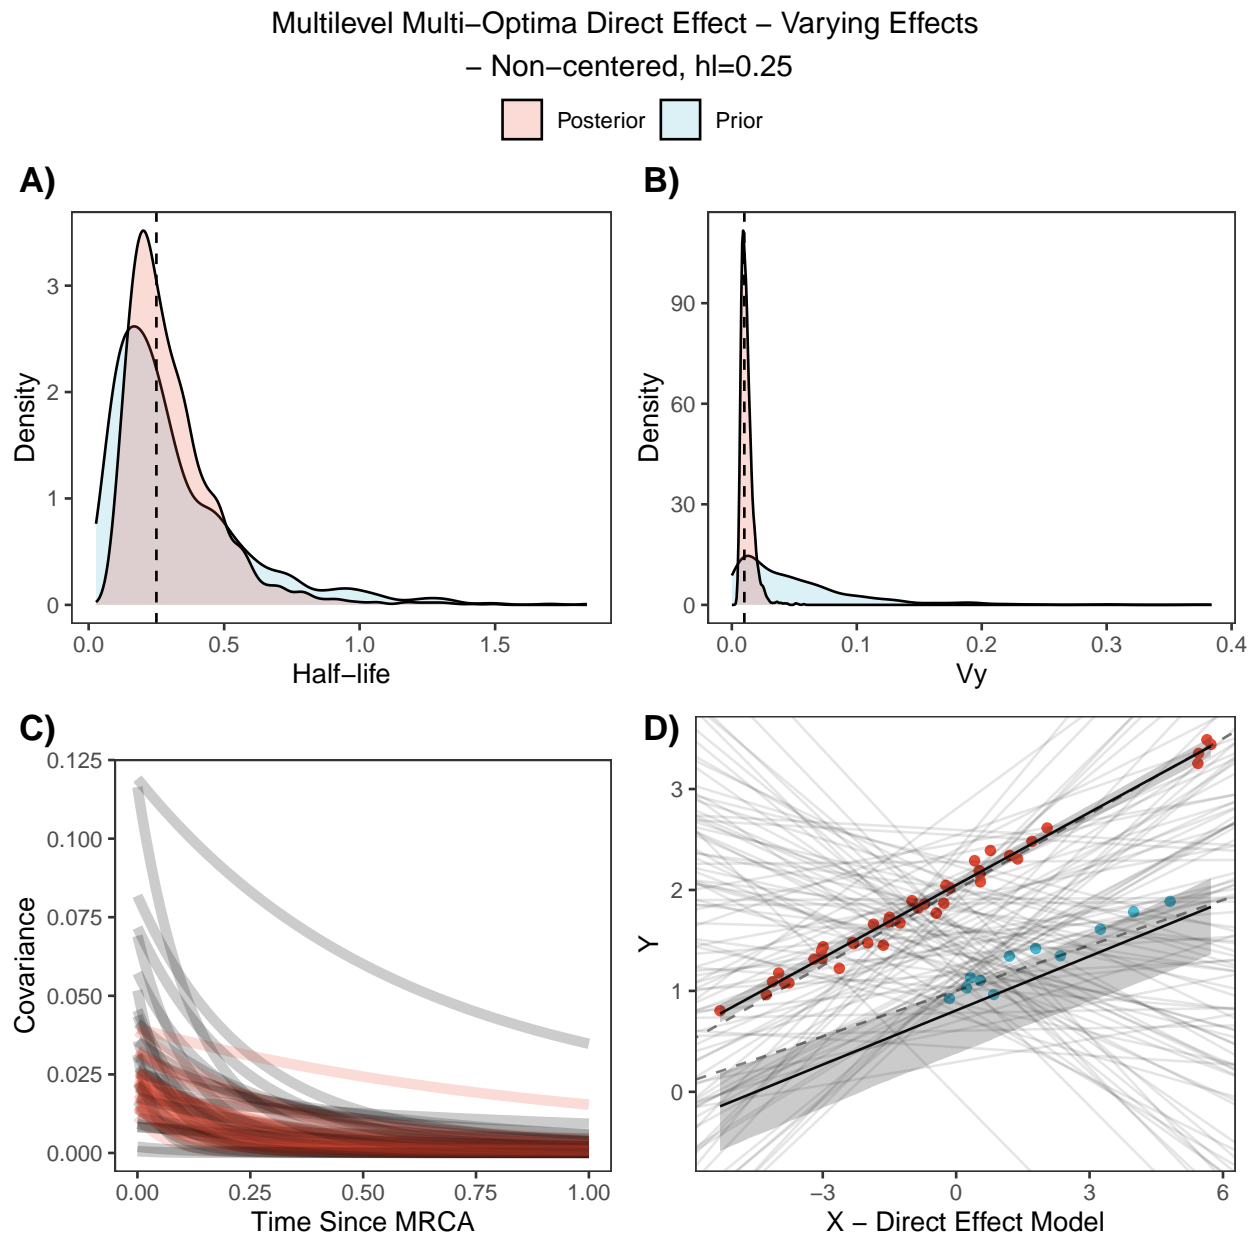 Multilevel Multi−Optima Direct Effect − Varying Effects
− Non−centered, hl=0.25
Posterior
Prior
A)
Density
3
2
1
0
0.0
0.5
1.0
1.5
Half−life
B)
Density
90
60
30
0
0.0
0.1
0.2
0.3
0.4
Vy
C)
Covariance
0.125
0.100
0.075
0.050
0.025
0.000
0.00
0.25
0.50
0.75
1.00
Time Since MRCA
D)
Y
3
2
1
0
−3
0
3
6
X − Direct Effect Model